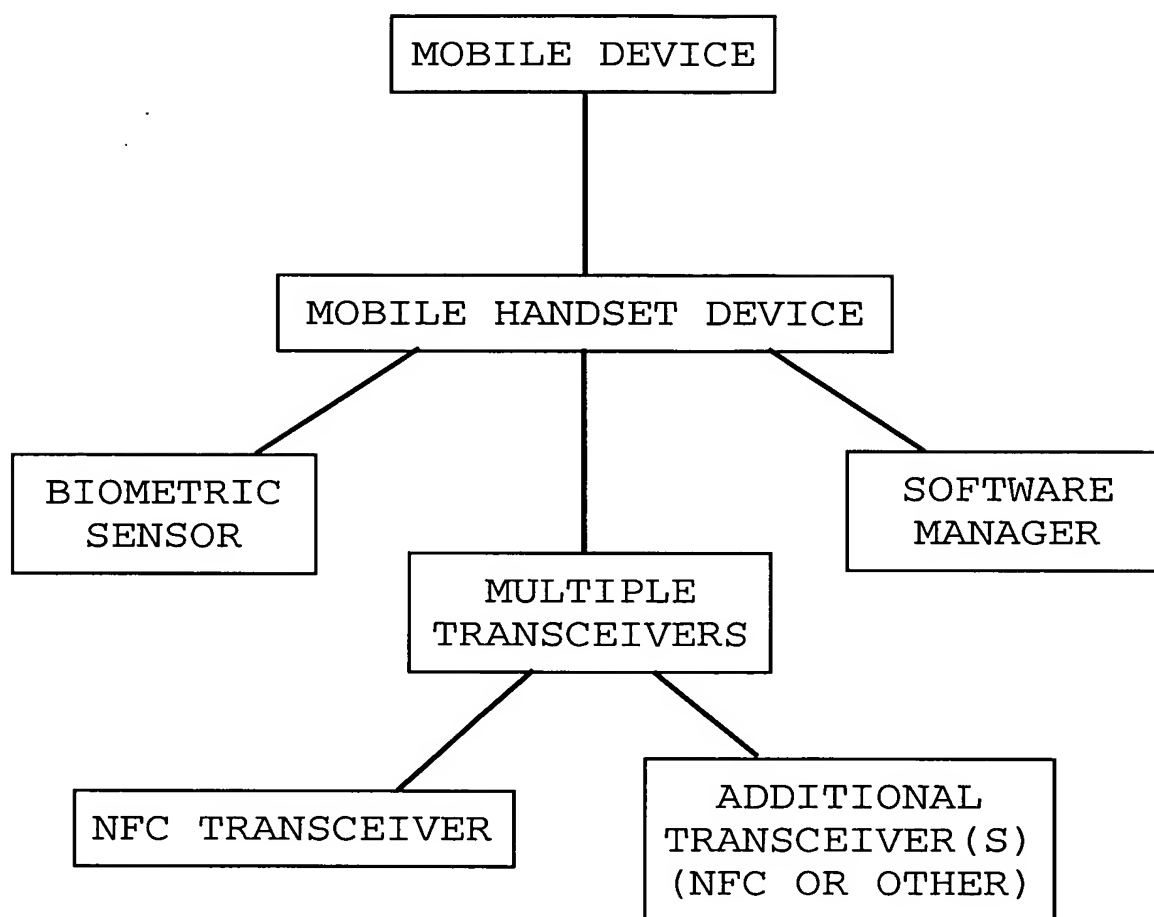 MOBILE DEVICE
MOBILE HANDSET DEVICE
BIOMETRIC
SENSOR
SOFTWARE
MANAGER
MULTIPLE
TRANSCEIVERS
NFC TRANSCEIVER
ADDITIONAL
TRANSCEIVER(S)
(NFC OR OTHER)